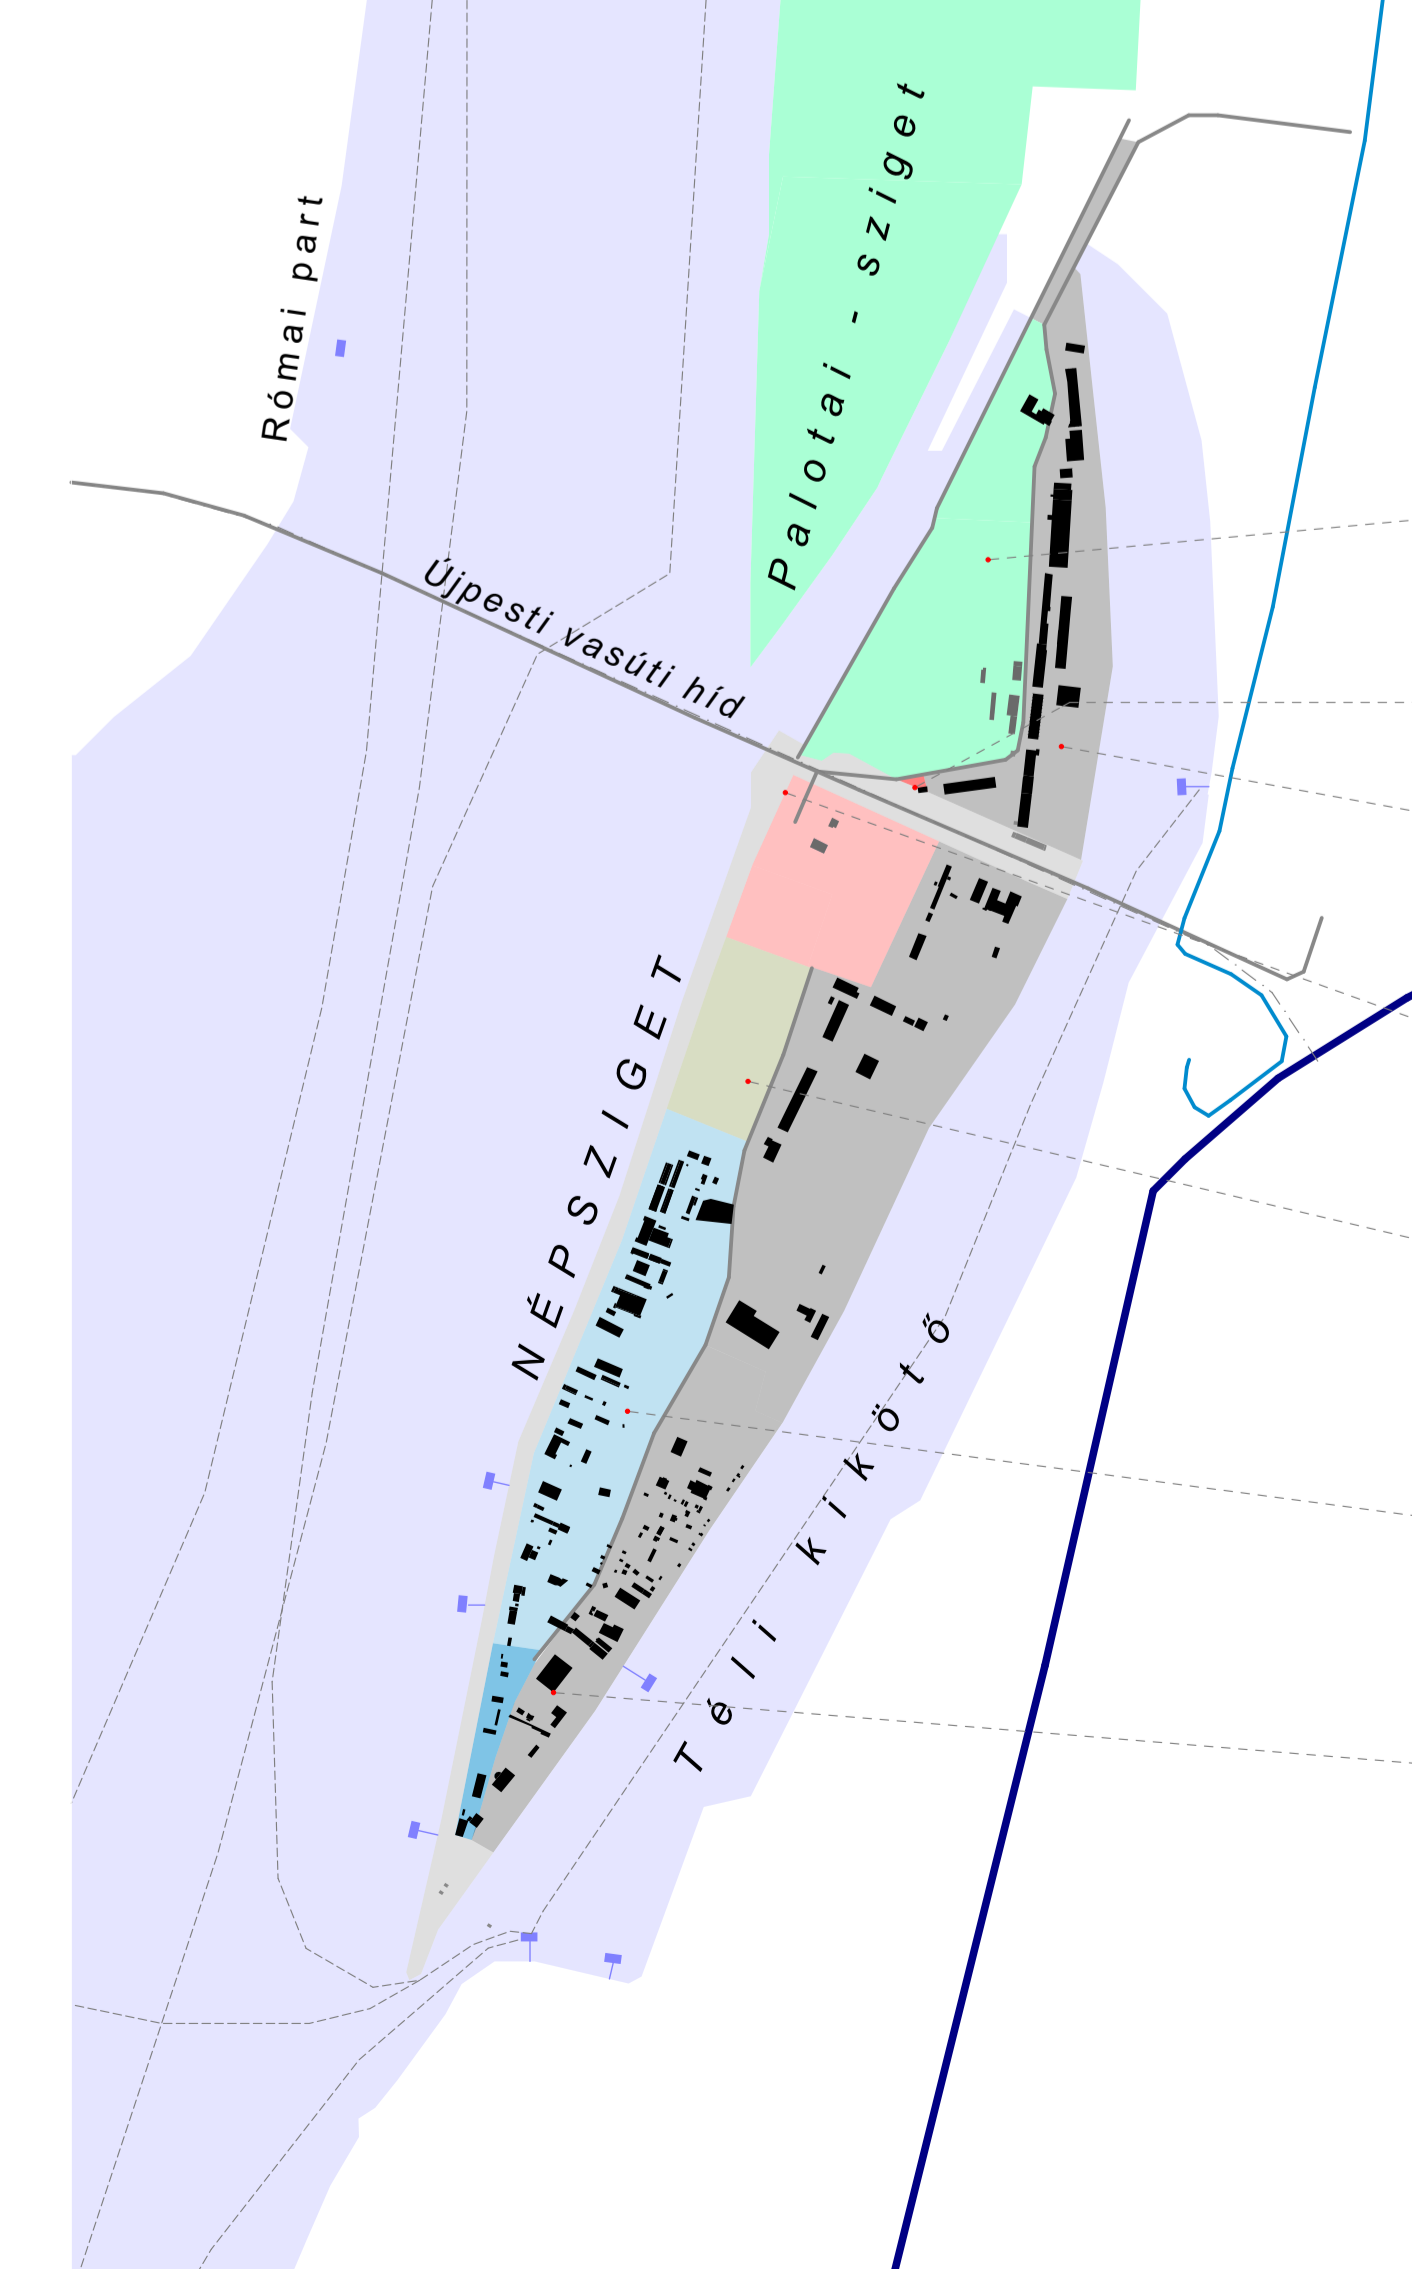 Palotai - sziget
Római part
Újpesti vasúti híd
NÉPSZIGET
Téli kikötő